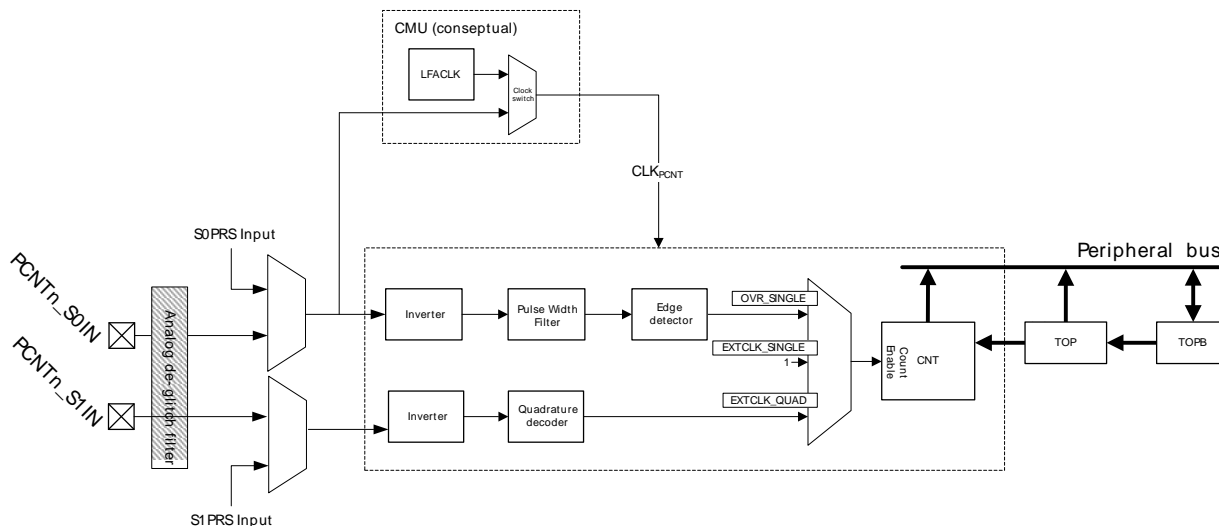 CMU (conseptual)
LFACLK
Clock
switch
CLKPCNT
S0PRS Input
PCNTn_S0IN
PCNTn_S1IN
Analog de-glitch filter
S1PRS Input
Inverter
Pulse Width
Filter
Edge
detector
Inverter
Quadrature
decoder
OVR_SINGLE
EXTCLK_SINGLE
1
EXTCLK_QUAD
Count
Enable
CNT
Peripheral bus
TOP
TOPB